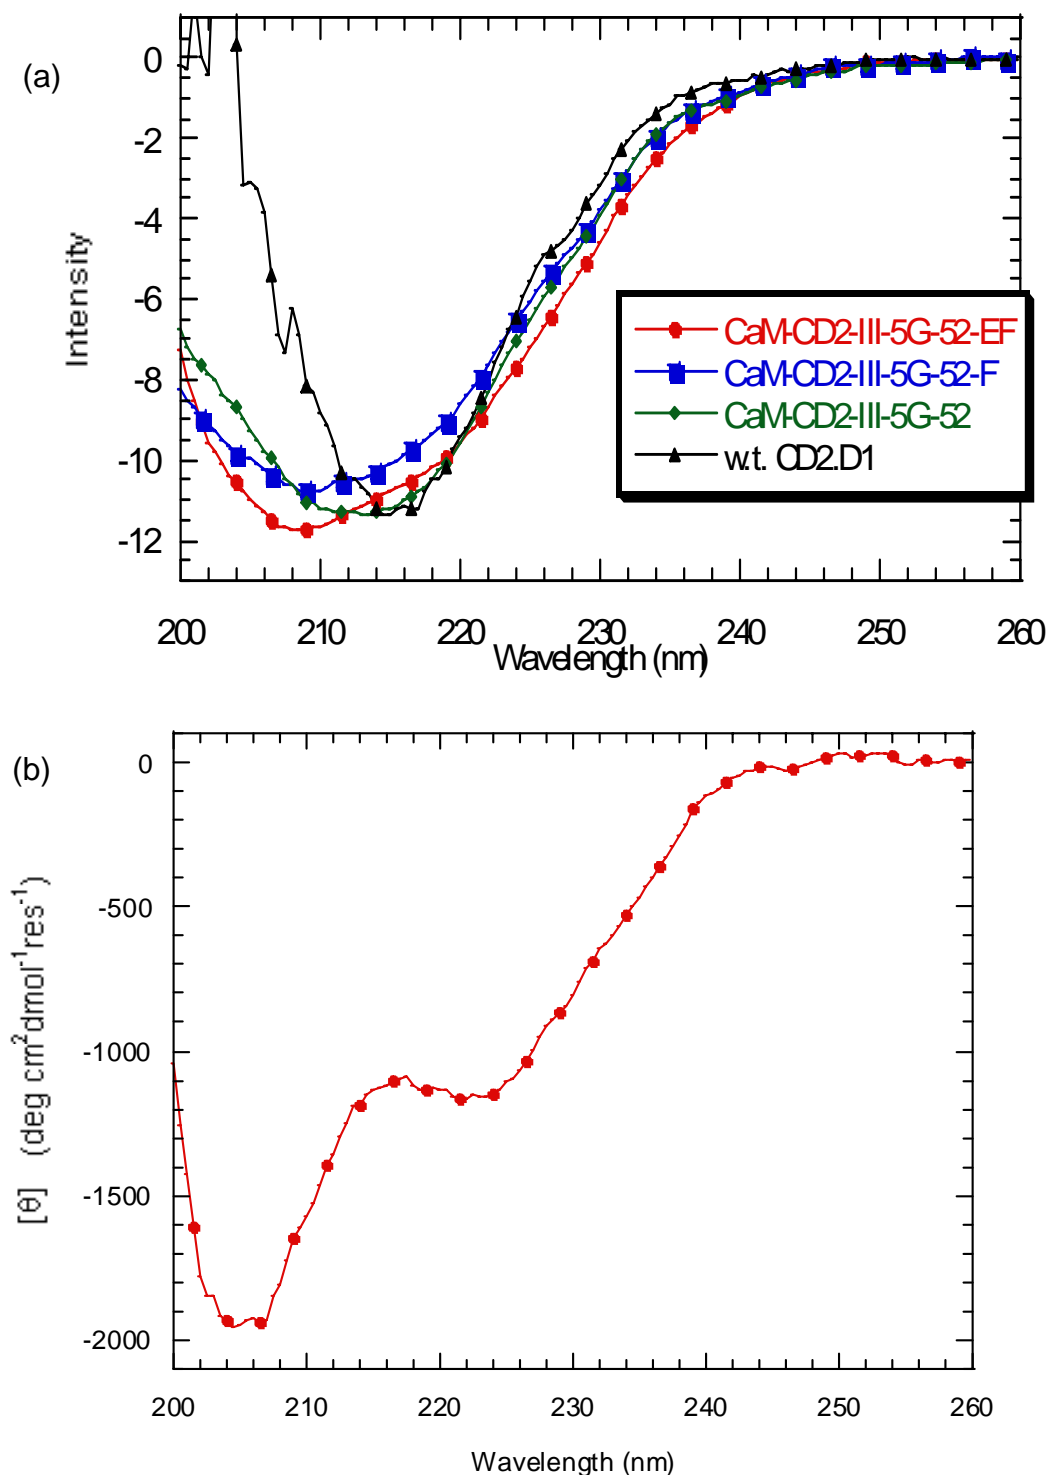 (a)
0
-2
-4
-6
-8
-10
-12
Intensity
CaM-CD2-III-5G-52-EF
CaM-CD2-III-5G-52-F
CaM-CD2-III-5G-52
w.t. CD2.D1
200 210 220 230 240 250 260
Wavelength (nm)
(b)
0
-500
-1000
-1500
-2000
[θ] (deg cm²dmol⁻¹res⁻¹)
200 210 220 230 240 250 260
Wavelength (nm)